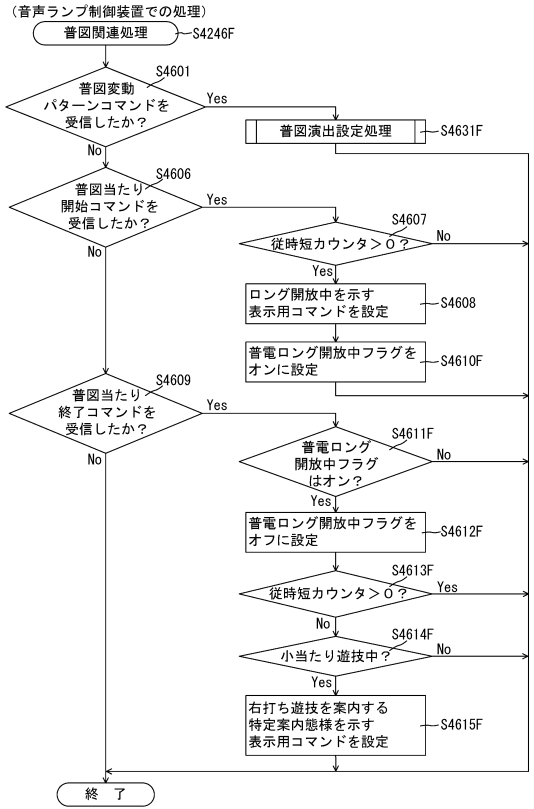 （音声ランプ制御装置での処理）
普図関連処理
S4246F
S4601
普図変動
パターンコマンドを
受信したか？
Yes
No
普図演出設定処理
S4631F
S4606
普図当たり
開始コマンドを
受信したか？
Yes
No
S4607
従時短カウンタ＞０？
No
Yes
ロング開放中を示す
表示用コマンドを設定
S4608
普電ロング開放中フラグを
オンに設定
S4610F
S4609
普図当たり
終了コマンドを
受信したか？
Yes
No
S4611F
普電ロング
開放中フラグ
はオン？
No
Yes
普電ロング開放中フラグを
オフに設定
S4612F
S4613F
従時短カウンタ＞０？
Yes
No
S4614F
小当たり遊技中？
No
Yes
右打ち遊技を案内する
特定案内態様を示す
表示用コマンドを設定
S4615F
終　了